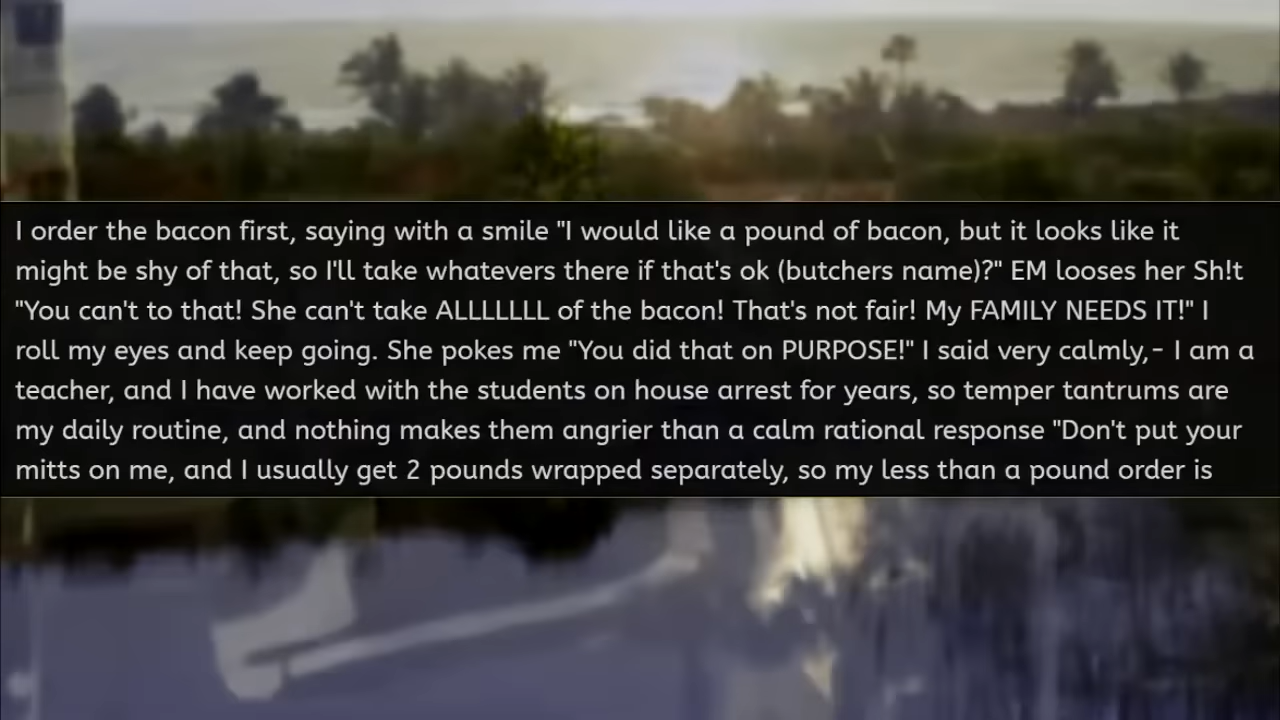 I order the bacon first, saying with a smile "I would like a pound of bacon, but it looks like it
might be shy of that, so I'll take whatevers there if that's ok (butchers name)?" EM looses her Sh!t
"You can't to that! She can't take ALLLLLLL of the bacon! That's not fair! My FAMILY NEEDS IT!" I
roll my eyes and keep going. She pokes me "You did that on PURPOSE!" I said very calmly,- I am a
teacher, and I have worked with the students on house arrest for years, so temper tantrums are
my daily routine, and nothing makes them angrier than a calm rational response "Don't put your
mitts on me, and I usually get 2 pounds wrapped separately, so my less than a pound order is